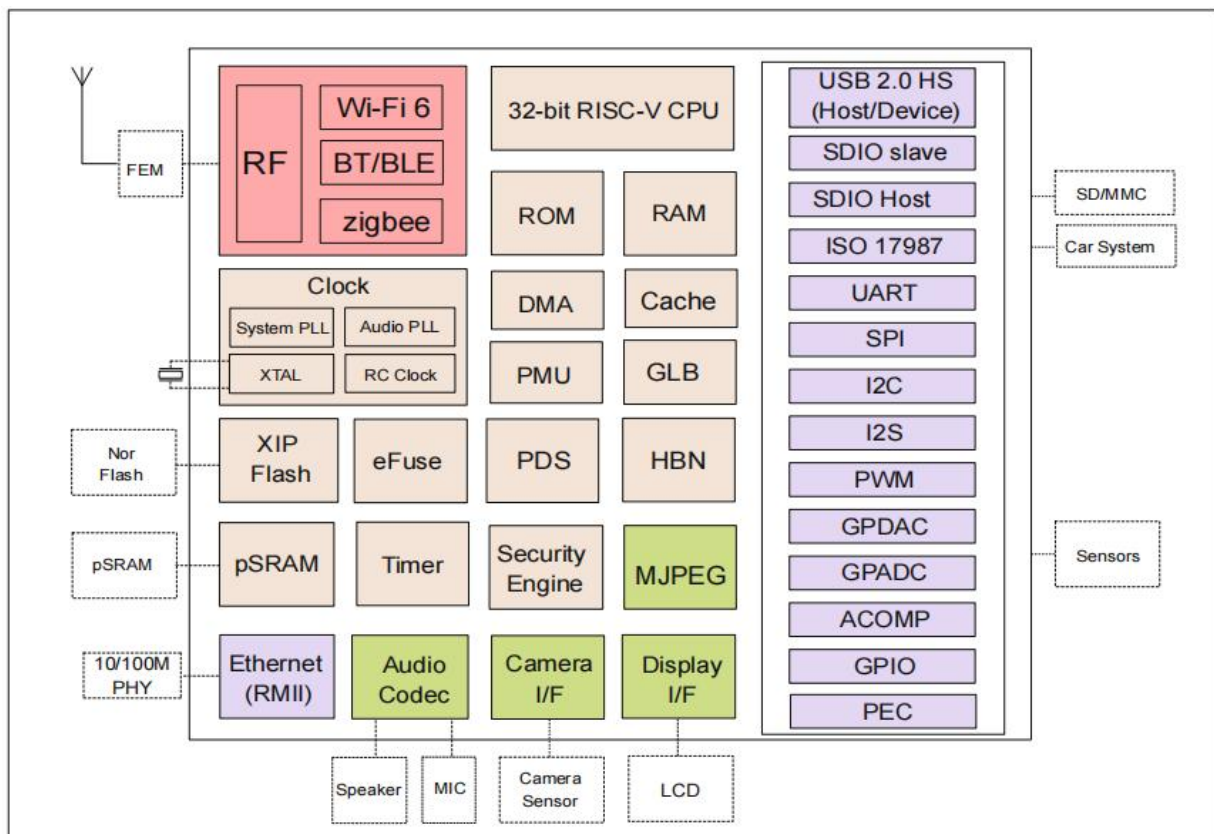 Wi-Fi 6
RF
BT/BLE
zigbee
FEM
32-bit RISC-V CPU
ROM
RAM
Clock
System PLL
Audio PLL
XTAL
RC Clock
DMA
Cache
PMU
GLB
Nor
Flash
XIP
Flash
eFuse
PDS
HBN
pSRAM
pSRAM
Timer
Security
Engine
MJPEG
10/100M
PHY
Ethernet
(RMII)
Audio
Codec
Camera
I/F
Display
I/F
Speaker
MIC
Camera
Sensor
LCD
USB 2.0 HS
(Host/Device)
SDIO slave
SDIO Host
ISO 17987
UART
SPI
I2C
I2S
PWM
GPDAC
GPADC
ACOMP
GPIO
PEC
SD/MMC
Car System
Sensors